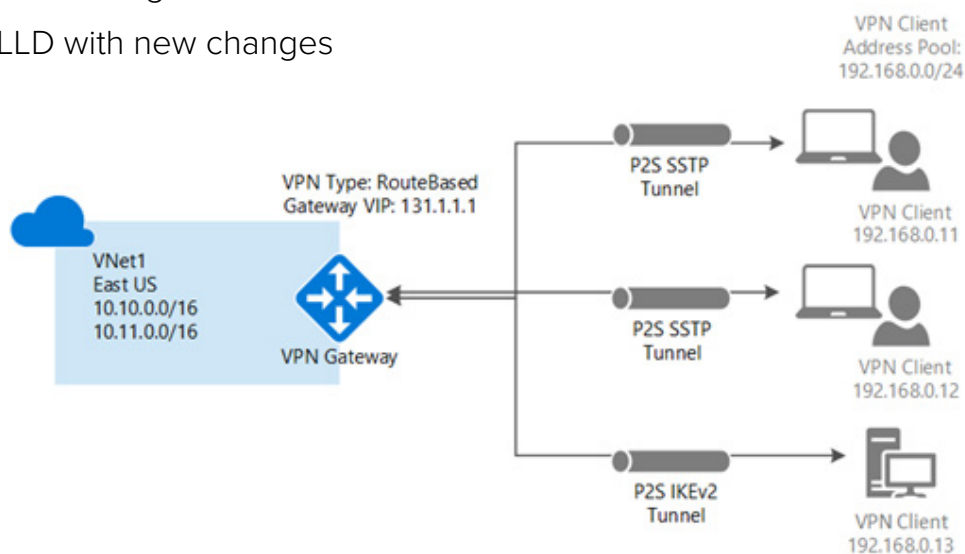 LLD with new changes
VPN Client
Address Pool:
192.168.0.0/24
P2S SSTP
Tunnel
VPN Type: RouteBased
Gateway VIP: 131.1.1.1
VPN Client
192.168.0.11
VNet1
East US
10.10.0.0/16
10.11.0.0/16
VPN Gateway
P2S SSTP
Tunnel
VPN Client
192.168.0.12
P2S IKEv2
Tunnel
VPN Client
192.168.0.13